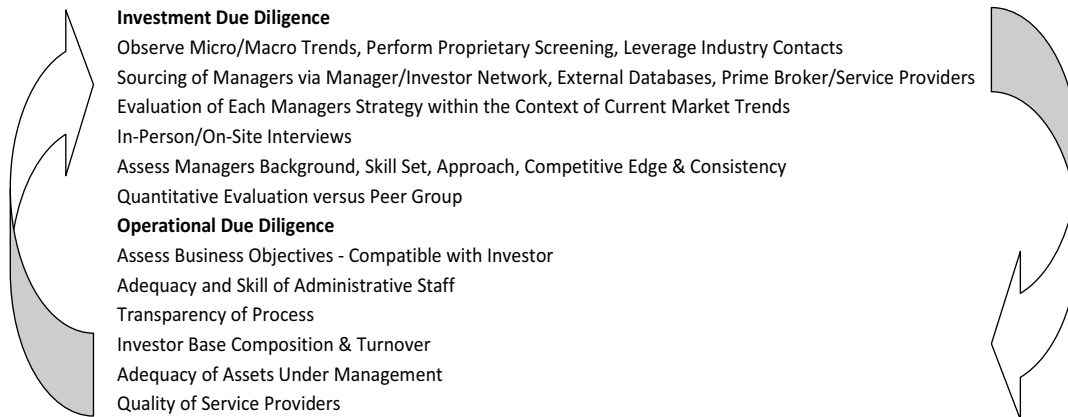 Investment Due Diligence
Observe Micro/Macro Trends, Perform Proprietary Screening, Leverage Industry Contacts
Sourcing of Managers via Manager/Investor Network, External Databases, Prime Broker/Service Providers
Evaluation of Each Managers Strategy within the Context of Current Market Trends
In-Person/On-Site Interviews
Assess Managers Background, Skill Set, Approach, Competitive Edge & Consistency
Quantitative Evaluation versus Peer Group
Operational Due Diligence
Assess Business Objectives - Compatible with Investor
Adequacy and Skill of Administrative Staff
Transparency of Process
Investor Base Composition & Turnover
Adequacy of Assets Under Management
Quality of Service Providers